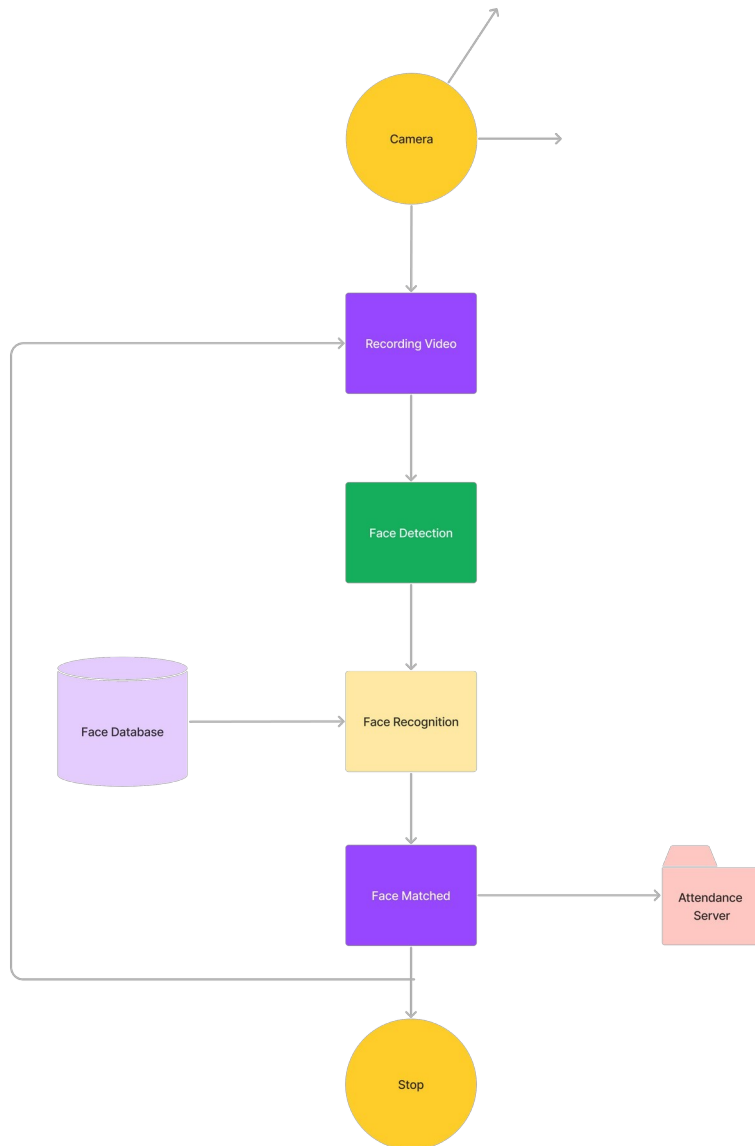 Camera
Recording Video
Face Detection
Face Database
Face Recognition
Face Matched
Attendance
Server
Stop